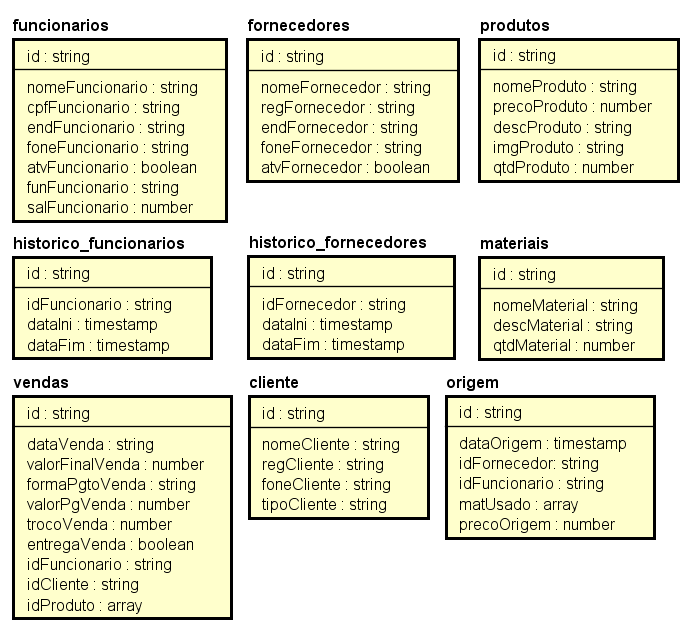 funcionarios
id : string
nomeFuncionario : string
cpfFuncionario : string
endFuncionario : string
foneFuncionario : string
atvFuncionario : boolean
funFuncionario : string
salFuncionario : number
fornecedores
id : string
nomeFornecedor : string
regFornecedor : string
endFornecedor : string
foneFornecedor : string
atvFornecedor : boolean
produtos
id : string
nomeProduto : string
precoProduto : number
descProduto : string
imgProduto : string
qtdProduto : number
historico_funcionarios
id : string
idFuncionario : string
dataIni : timestamp
dataFim : timestamp
historico_fornecedores
id : string
idFornecedor : string
dataIni : timestamp
dataFim : timestamp
materiais
id : string
nomeMaterial : string
descMaterial : string
qtdMaterial : number
vendas
id : string
dataVenda : string
valorFinalVenda : number
formaPgtoVenda : string
valorPgVenda : number
trocoVenda : number
entregaVenda : boolean
idFuncionario : string
idCliente : string
idProduto : array
cliente
id : string
nomeCliente : string
regCliente : string
foneCliente : string
tipoCliente : string
origem
id : string
dataOrigem : timestamp
idFornecedor: string
idFuncionario : string
matUsado : array
precoOrigem : number